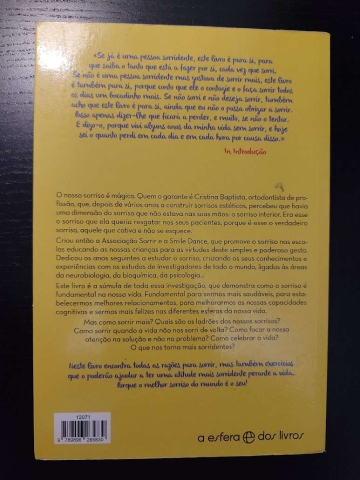 «Se já é uma pessoa sorridente, este livro é para si, para
que saiba o tanto que está a fazer por si, cada vez que sorri.
Se não é uma pessoa sorridente mas gostava de sorrir mais, este livro
é também para si, porque conto que ele o contagie e o faça sorrir todos
os dias um bocadinho mais. Se não sorri e não deseja sorrir, também
acho que este livro é para si, ainda que eu não o possa obrigar a sorrir.
Posso apenas dizer-lhe que ficará a perder, e muito, se não o tentar.
E digo-o, porque vivi alguns anos da minha vida sem sorrir, e hoje
sei o quanto se perde em cada dia e em cada hora por causa disso.»
In, Introdução
O nosso sorriso é mágico. Quem o garante é Cristina Baptista, ortodontista de pro-
fissão, que, depois de vários anos a construir sorrisos estéticos, percebeu que havia
uma dimensão do sorriso que não estava nas suas mãos: o sorriso interior. Era esse
o sorriso que ela queria resgatar nos seus pacientes, porque é esse o verdadeiro
sorriso, aquele que cativa e não se esquece.
Criou então a Associação Sorrir e a Smile Dance, que promove o sorriso nas esco-
las educando as nossas crianças para as virtudes deste simples e poderoso gesto.
Dedicou os anos seguintes a estudar o sorriso, cruzando os seus conhecimentos e
experiências com os estudos de investigadores de todo o mundo, ligados às áreas
da neurobiologia, da bioquímica, da psicologia...
Este livro é a súmula de toda essa investigação, que demonstra como o sorriso é
fundamental na nossa vida. Fundamental para sermos mais saudáveis, para esta-
belecermos melhores relacionamentos, para melhorarmos as nossas capacidades
cognitivas e sermos mais felizes nas diferentes esferas da nossa vida.
Mas como sorrir mais? Quais são os ladrões dos nossos sorrisos?
Como sorrir quando a vida não nos sorri de volta? Como focar a nossa
atenção na solução e não no problema? Como celebrar a vida?
O que nos torna mais sorridentes?
Neste livro encontra todas as razões para sorrir, mas também exercícios
que o poderão ajudar a ter uma atitude mais sorridente perante a vida.
Porque o melhor sorriso do mundo é o seu!
12071
a esfera dos livros